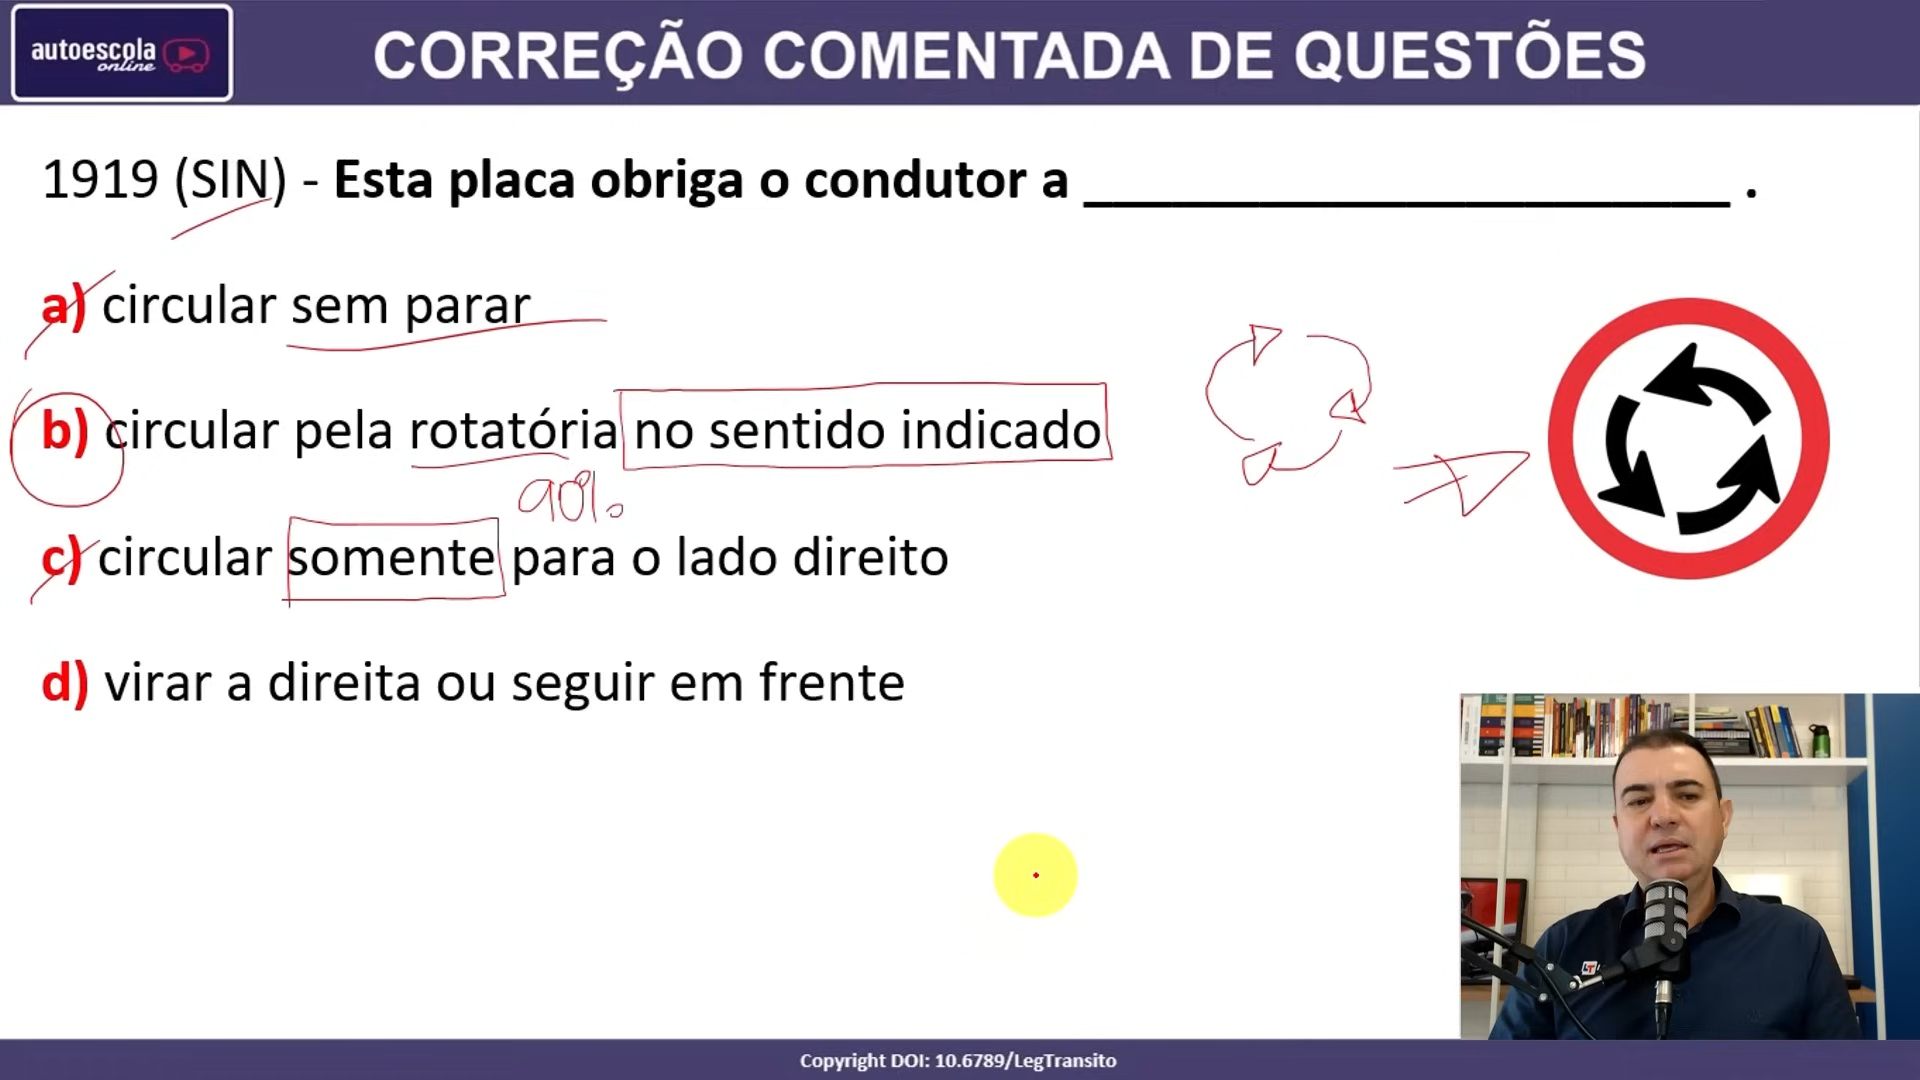 autoescola
online
CORREÇÃO COMENTADA DE QUESTÕES
1919 (SIN) - Esta placa obriga o condutor a ______________________ .
a) circular sem parar
b) circular pela rotatória no sentido indicado
90%
c) circular somente para o lado direito
d) virar a direita ou seguir em frente
Copyright DOI: 10.6789/LegTransito